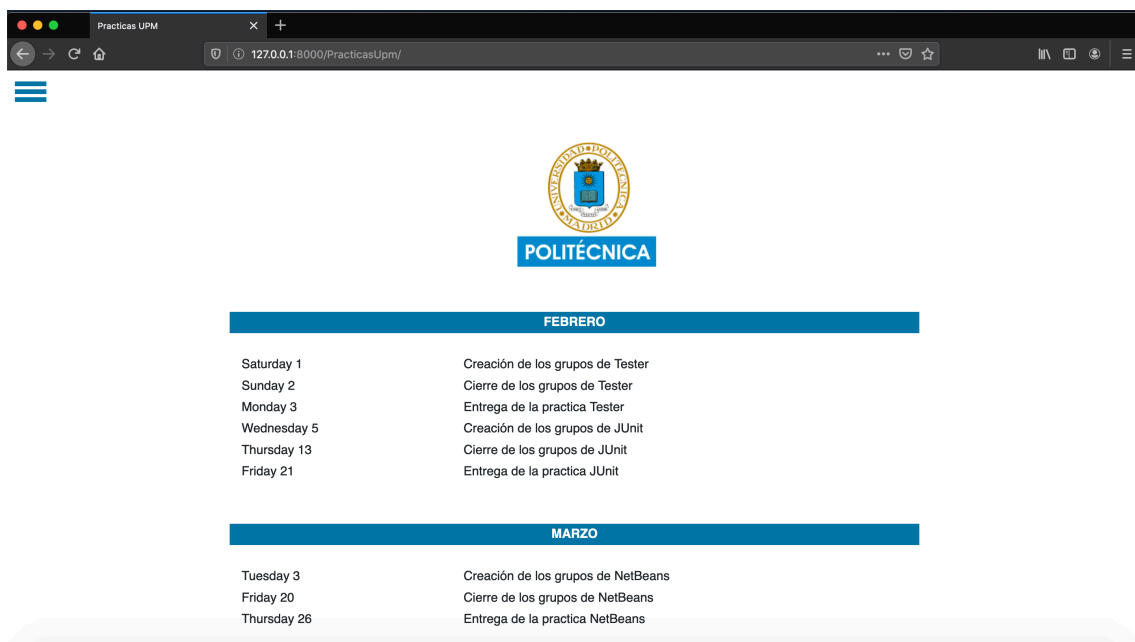 Practicas UPM
127.0.0.1:8000/PracticasUpm/
UNIVERSIDAD POLITECNICA
MADRID
POLITÉCNICA
FEBRERO
Saturday 1 Creación de los grupos de Tester
Sunday 2 Cierre de los grupos de Tester
Monday 3 Entrega de la practica Tester
Wednesday 5 Creación de los grupos de JUnit
Thursday 13 Cierre de los grupos de JUnit
Friday 21 Entrega de la practica JUnit
MARZO
Tuesday 3 Creación de los grupos de NetBeans
Friday 20 Cierre de los grupos de NetBeans
Thursday 26 Entrega de la practica NetBeans